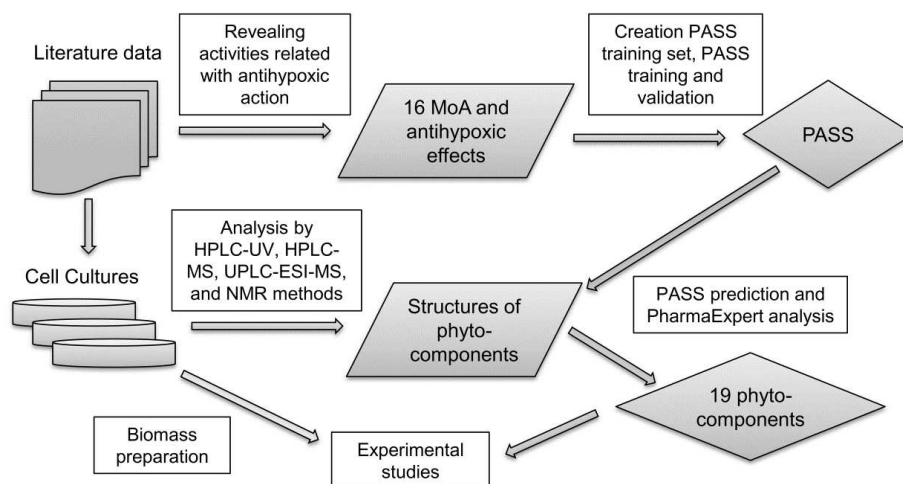 Literature data
Revealing
activities related
with antihypoxic
action
16 MoA and
antihypoxic
effects
Creation PASS
training set, PASS
training and
validation
PASS
Cell Cultures
Analysis by
HPLC-UV, HPLC-
MS, UPLC-ESI-MS,
and NMR methods
Structures of
phyto-
components
PASS prediction and
PharmaExpert analysis
19 phyto-
components
Biomass
preparation
Experimental
studies